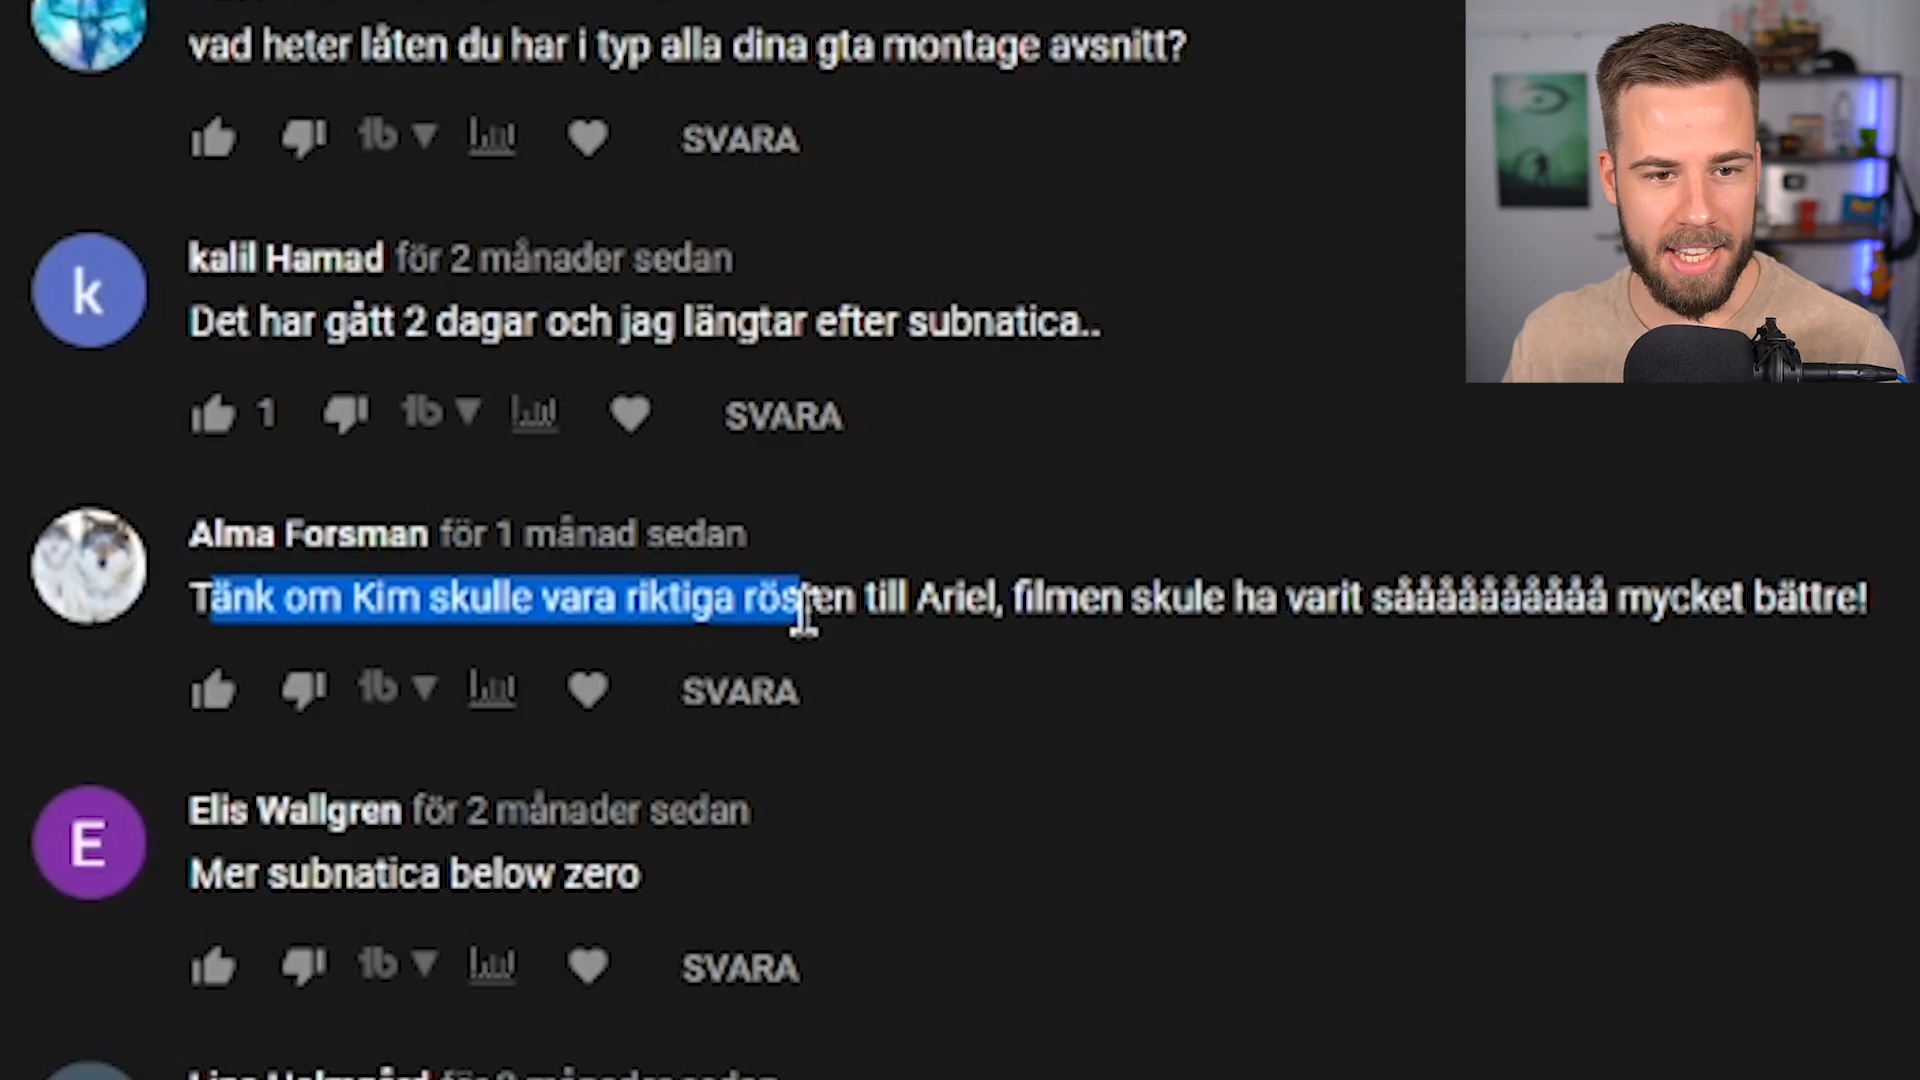 vad heter låten du har i typ alla dina gta montage avsnitt?
SVARA
k
kalil Hamad för 2 månader sedan
Det har gått 2 dagar och jag längtar efter subnatica..
1 SVARA
Alma Forsman för 1 månad sedan
Tänk om Kim skulle vara riktiga rösten till Ariel, filmen skule ha varit såååååååååå mycket bättre!
SVARA
E
Elis Wallgren för 2 månader sedan
Mer subnatica below zero
SVARA